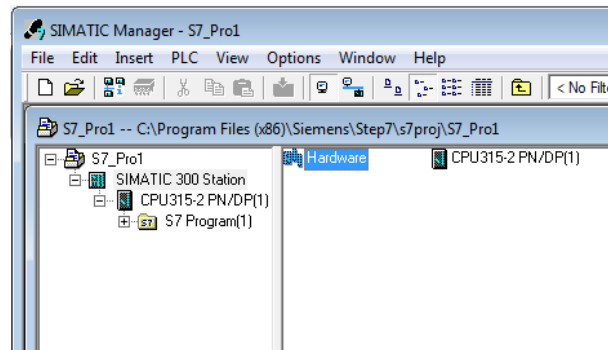 SIMATIC Manager - S7_Pro1
File Edit Insert PLC View Options Window Help
< No Filte
S7_Pro1 -- C:\Program Files (x86)\Siemens\Step7\s7proj\S7_Pro1
S7_Pro1
SIMATIC 300 Station
CPU315-2 PN/DP(1)
S7 Program(1)
Hardware
CPU315-2 PN/DP(1)